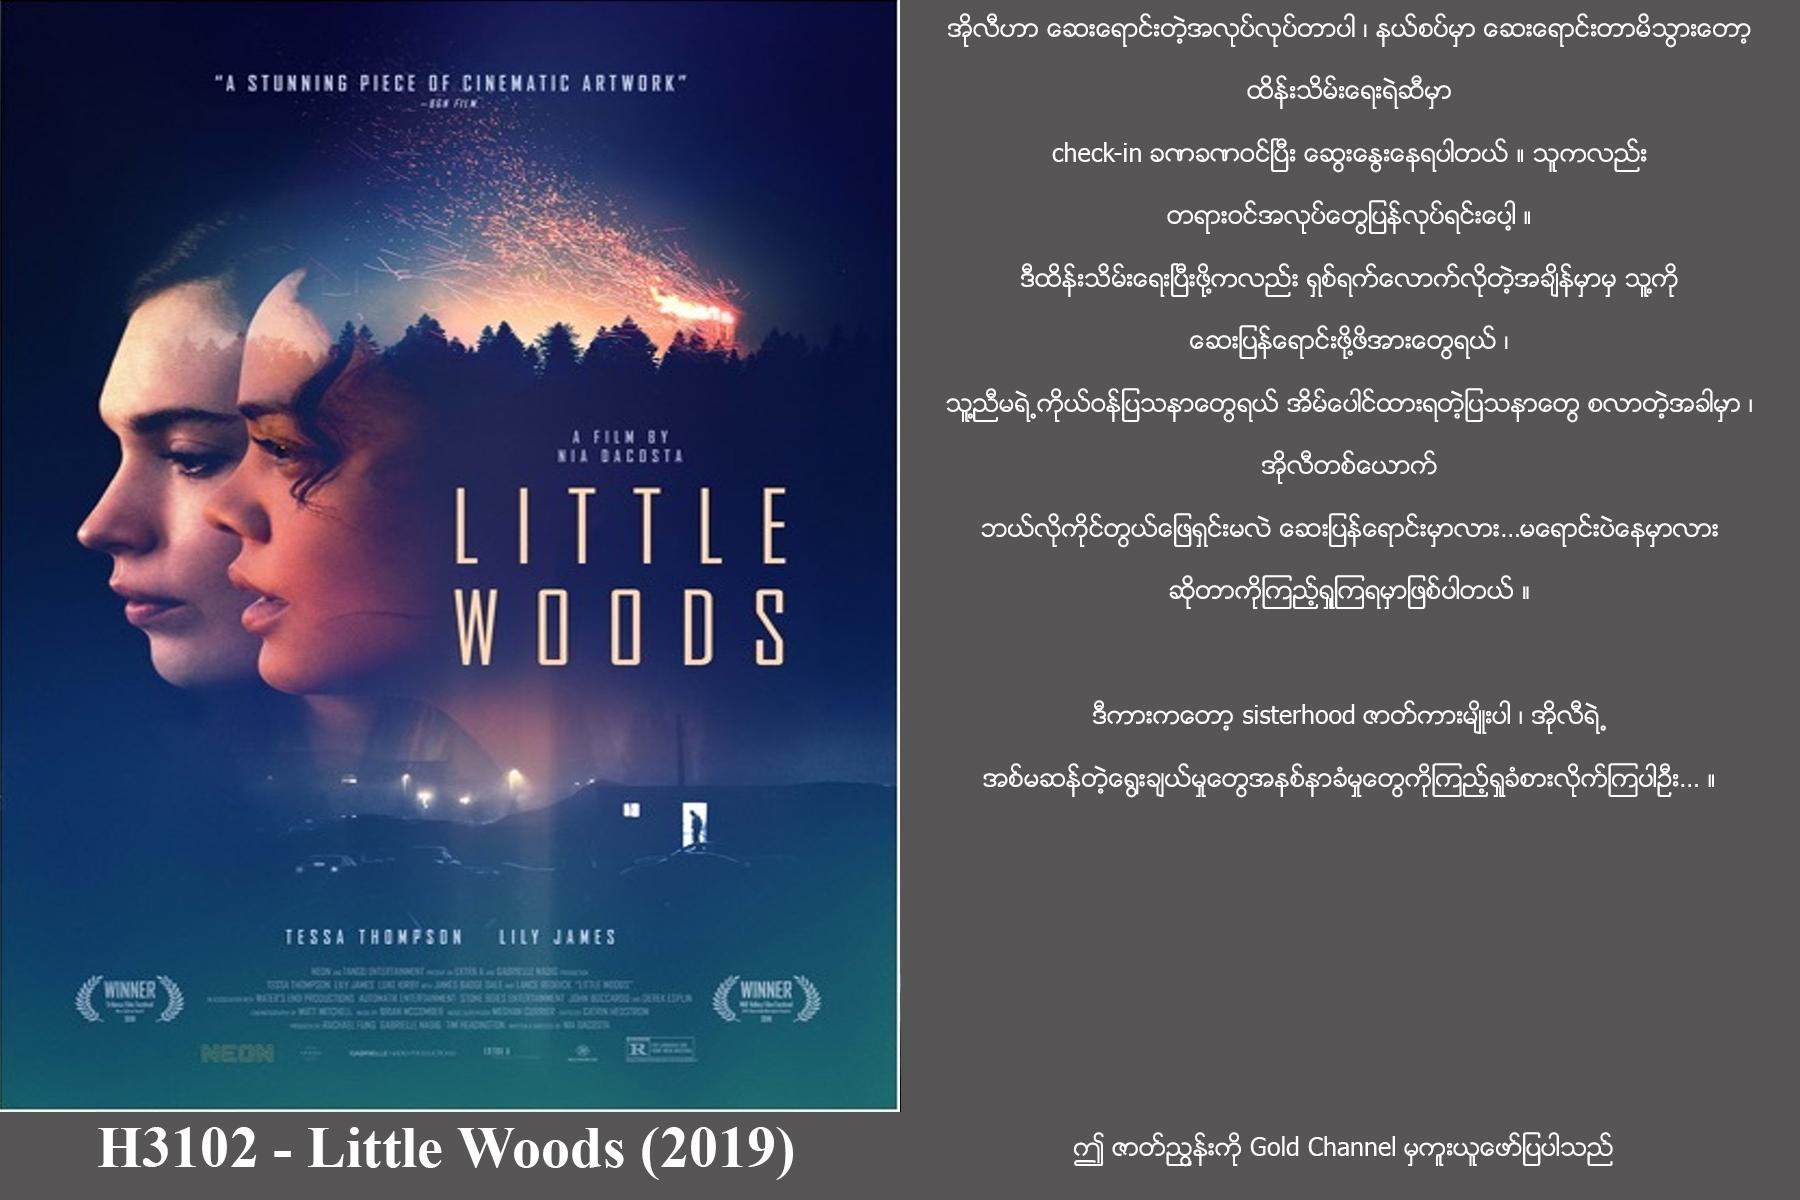 "A STUNNING PIECE OF CINEMATIC ARTWORK"
—BGN FILM
A FILM BY
NIA DACOSTA
LITTLE
WOODS
TESSA THOMPSON LILY JAMES
WINNER
WINNER
NEON
R
H3102 - Little Woods (2019)
အိုလီဟာ ဆေးရောင်းတဲ့အလုပ်လုပ်တာပါ ၊ နယ်စပ်မှာ ဆေးရောင်းတာမိသွားတော့
ထိန်းသိမ်းရေးရဲဆီမှာ
check-in ခဏခဏဝင်ပြီး ဆွေးနွေးနေရပါတယ် ။ သူကလည်း
တရားဝင်အလုပ်တွေပြန်လုပ်ရင်းပေါ့ ။
ဒီထိန်းသိမ်းရေးပြီးဖို့ကလည်း ရှစ်ရက်လောက်လိုတဲ့အချိန်မှာမှ သူ့ကို
ဆေးပြန်ရောင်းဖို့ဖိအားတွေရယ် ၊
သူ့ညီမရဲ့ ကိုယ်ဝန်ပြသနာတွေရယ် အိမ်ပေါင်ထားရတဲ့ပြသနာတွေ စလာတဲ့အခါမှာ ၊
အိုလီတစ်ယောက်
ဘယ်လိုကိုင်တွယ်ဖြေရှင်းမလဲ ဆေးပြန်ရောင်းမှာလား...မရောင်းပဲနေမှာလား
ဆိုတာကိုကြည့်ရှုကြရမှာဖြစ်ပါတယ် ။
ဒီကားကတော့ sisterhood ဇာတ်ကားမျိုးပါ ၊ အိုလီရဲ့
အစ်မဆန်တဲ့ရွေးချယ်မှုတွေအနစ်နာခံမှုတွေကိုကြည့်ရှုခံစားလိုက်ကြပါဦး... ။
ဤ ဇာတ်ညွှန်းကို Gold Channel မှကူးယူဖော်ပြပါသည်